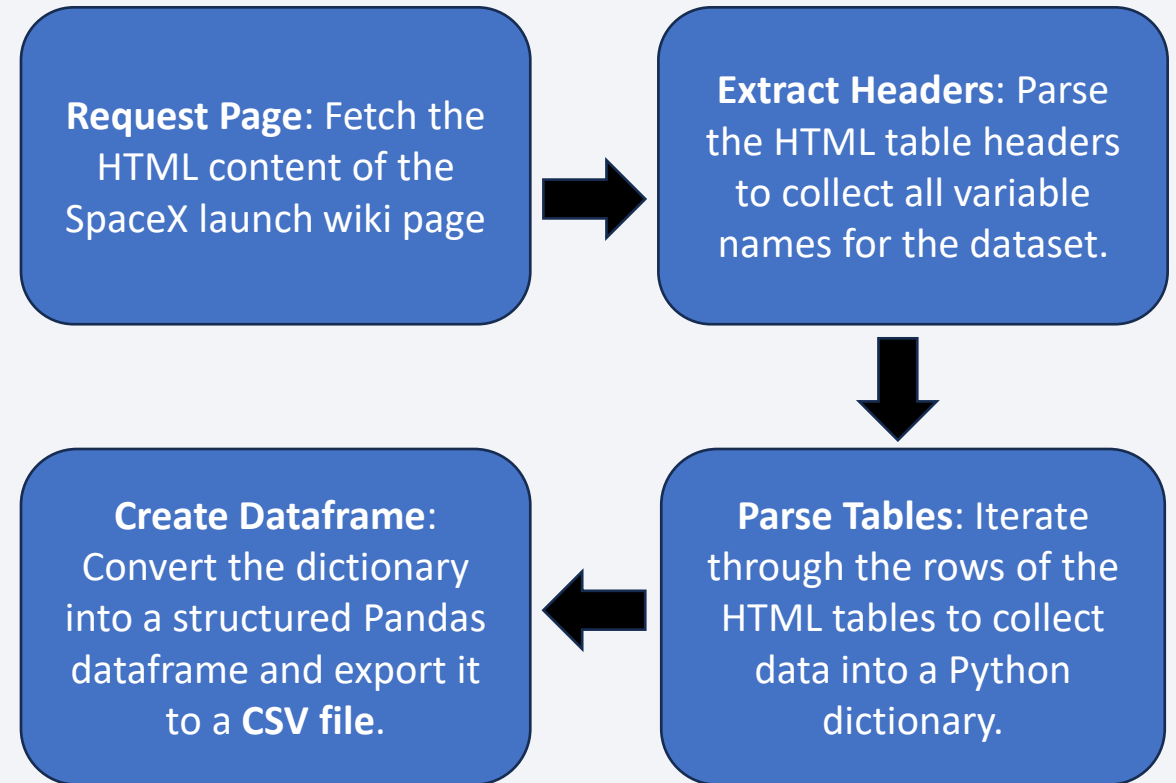 Request Page: Fetch the
HTML content of the
SpaceX launch wiki page
Extract Headers: Parse
the HTML table headers
to collect all variable
names for the dataset.
Parse Tables: Iterate
through the rows of the
HTML tables to collect
data into a Python
dictionary.
Create Dataframe:
Convert the dictionary
into a structured Pandas
dataframe and export it
to a CSV file.